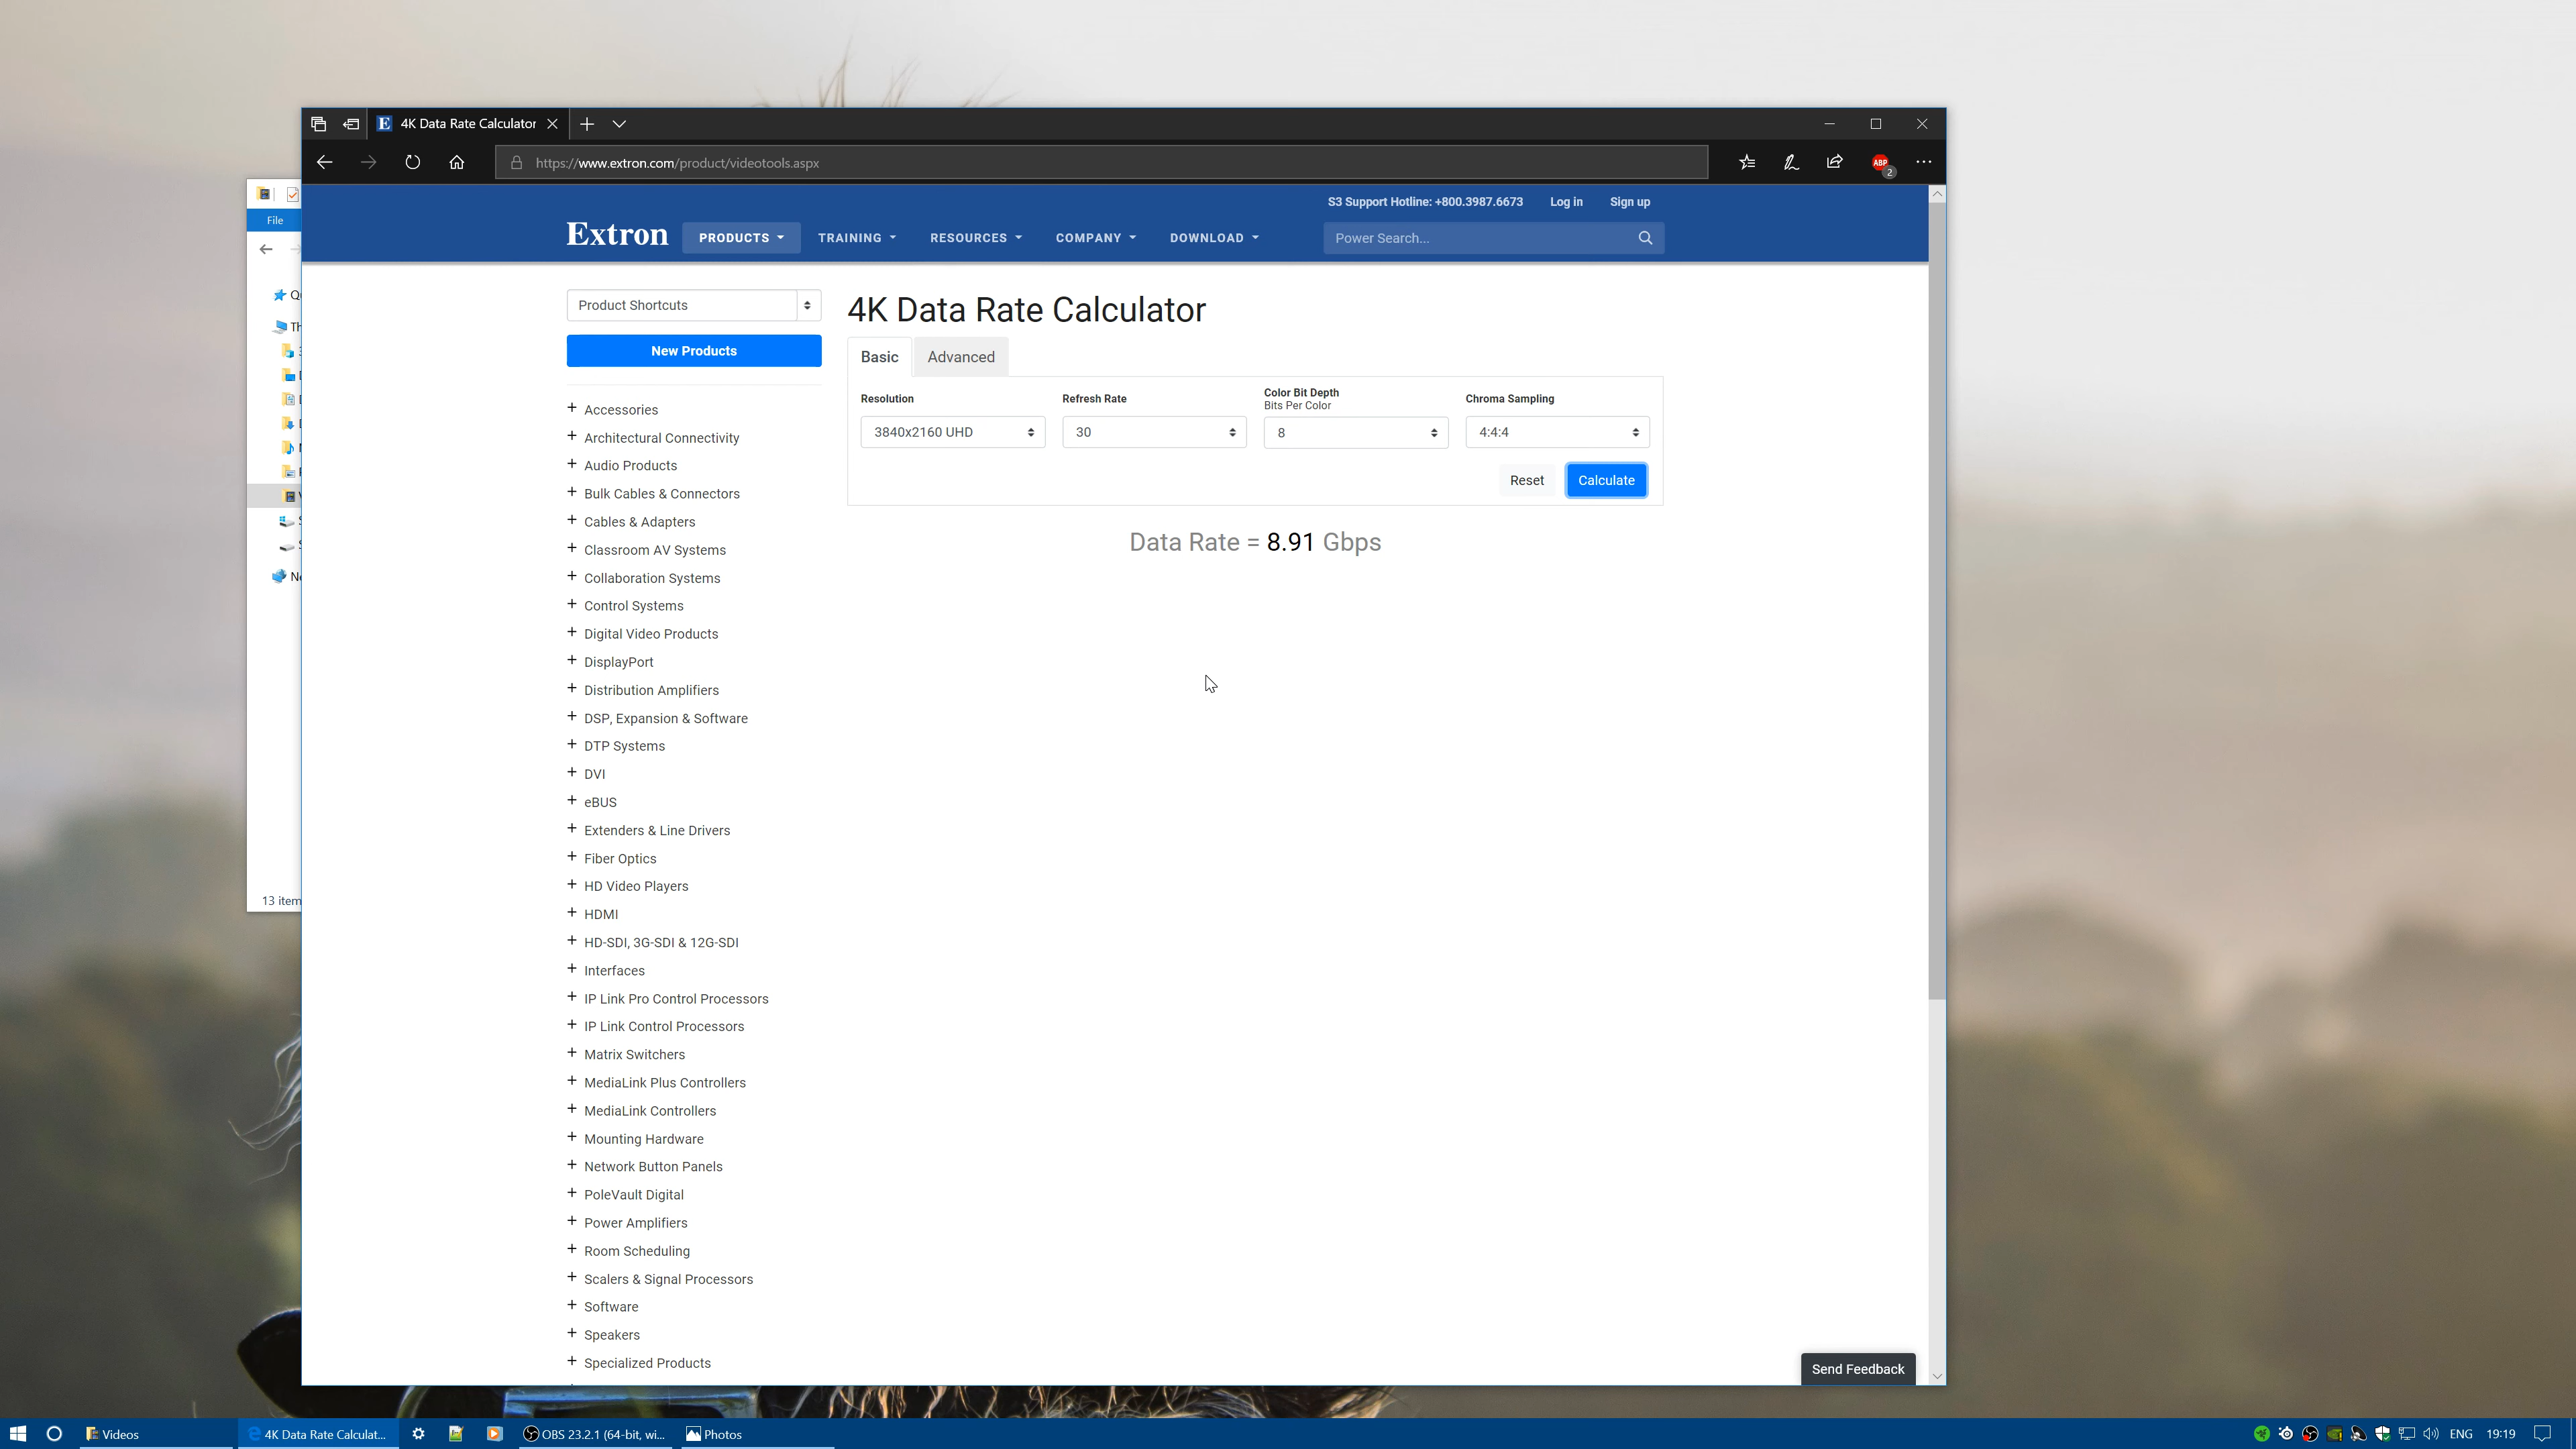 4K Data Rate Calculator
https://www.extron.com/product/videotools.aspx
ABP
2
File
13 item
S3 Support Hotline: +800.3987.6673 Log in Sign up
Extron PRODUCTS TRAINING RESOURCES COMPANY DOWNLOAD Power Search...
Product Shortcuts
New Products
+ Accessories
+ Architectural Connectivity
+ Audio Products
+ Bulk Cables & Connectors
+ Cables & Adapters
+ Classroom AV Systems
+ Collaboration Systems
+ Control Systems
+ Digital Video Products
+ DisplayPort
+ Distribution Amplifiers
+ DSP, Expansion & Software
+ DTP Systems
+ DVI
+ eBUS
+ Extenders & Line Drivers
+ Fiber Optics
+ HD Video Players
+ HDMI
+ HD-SDI, 3G-SDI & 12G-SDI
+ Interfaces
+ IP Link Pro Control Processors
+ IP Link Control Processors
+ Matrix Switchers
+ MediaLink Plus Controllers
+ MediaLink Controllers
+ Mounting Hardware
+ Network Button Panels
+ PoleVault Digital
+ Power Amplifiers
+ Room Scheduling
+ Scalers & Signal Processors
+ Software
+ Speakers
+ Specialized Products
4K Data Rate Calculator
Basic Advanced
Resolution Refresh Rate Color Bit Depth Chroma Sampling
Bits Per Color
3840x2160 UHD 30 8 4:4:4
Reset Calculate
Data Rate = 8.91 Gbps
Send Feedback
Videos 4K Data Rate Calculat... OBS 23.2.1 (64-bit, wi... Photos ENG 19:19